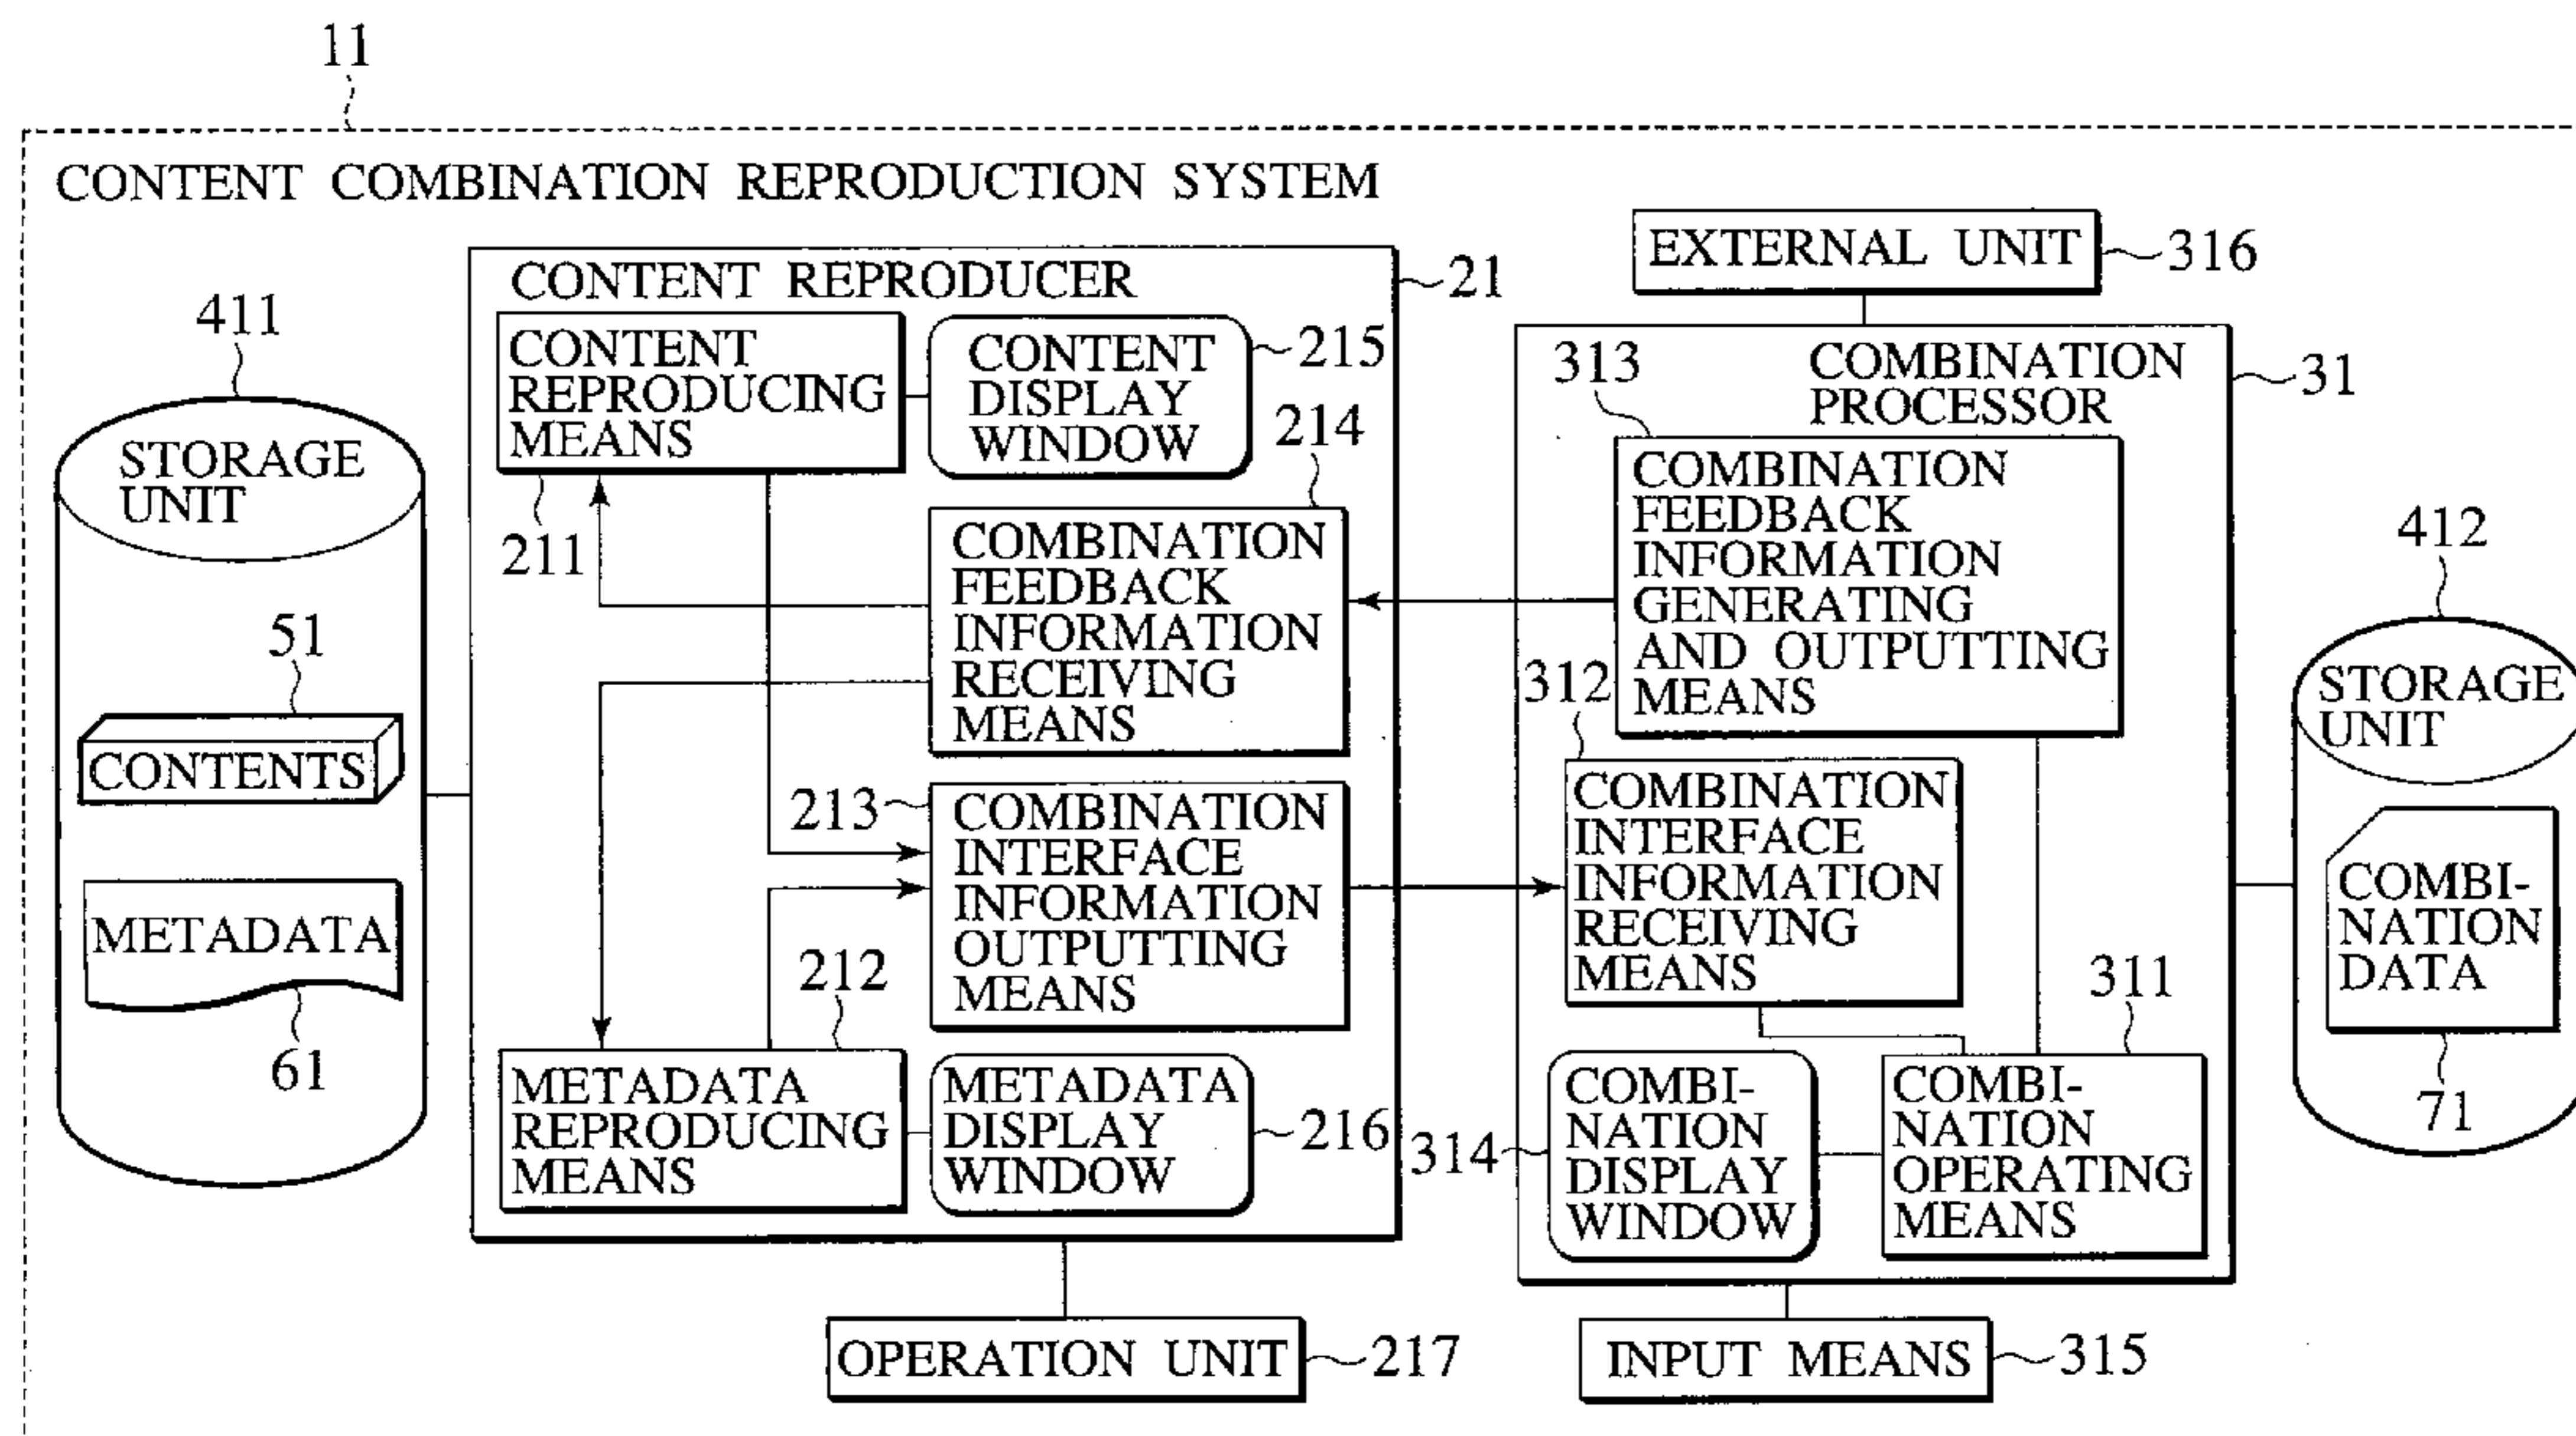 11
CONTENT COMBINATION REPRODUCTION SYSTEM
411
STORAGE
UNIT
51
CONTENTS
METADATA
61
CONTENT REPRODUCER
21
CONTENT
REPRODUCING
MEANS
211
CONTENT
DISPLAY
WINDOW
215
214
COMBINATION
FEEDBACK
INFORMATION
RECEIVING
MEANS
213
COMBINATION
INTERFACE
INFORMATION
OUTPUTTING
MEANS
212
METADATA
REPRODUCING
MEANS
METADATA
DISPLAY
WINDOW
216
OPERATION UNIT
217
EXTERNAL UNIT
316
COMBINATION
PROCESSOR
31
313
COMBINATION
FEEDBACK
INFORMATION
GENERATING
AND OUTPUTTING
MEANS
312
COMBINATION
INTERFACE
INFORMATION
RECEIVING
MEANS
311
COMBI-
NATION
OPERATING
MEANS
314
COMBI-
NATION
DISPLAY
WINDOW
INPUT MEANS
315
412
STORAGE
UNIT
COMBI-
NATION
DATA
71